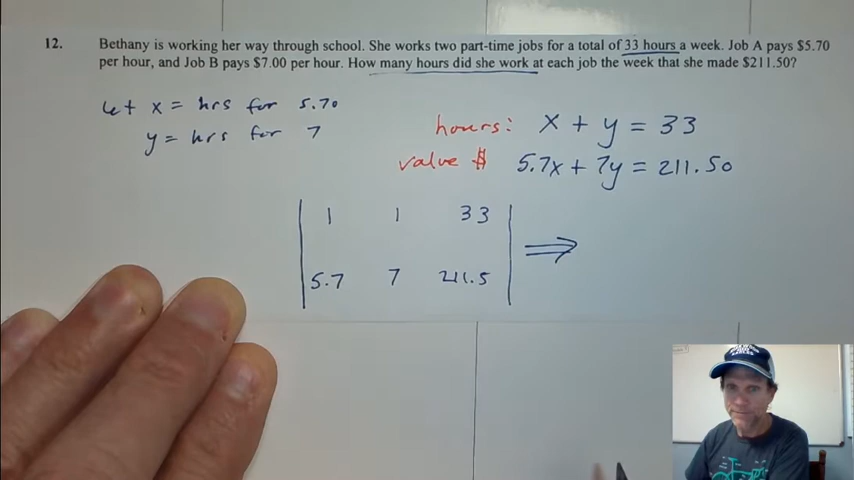 12. Bethany is working her way through school. She works two part-time jobs for a total of 33 hours a week. Job A pays $5.70
per hour, and Job B pays $7.00 per hour. How many hours did she work at each job the week that she made $211.50?
Let x = hrs for 5.70
y = hrs for 7
hours: x + y = 33
value $ 5.7x + 7y = 211.50
1 1 33
5.7 7 211.5